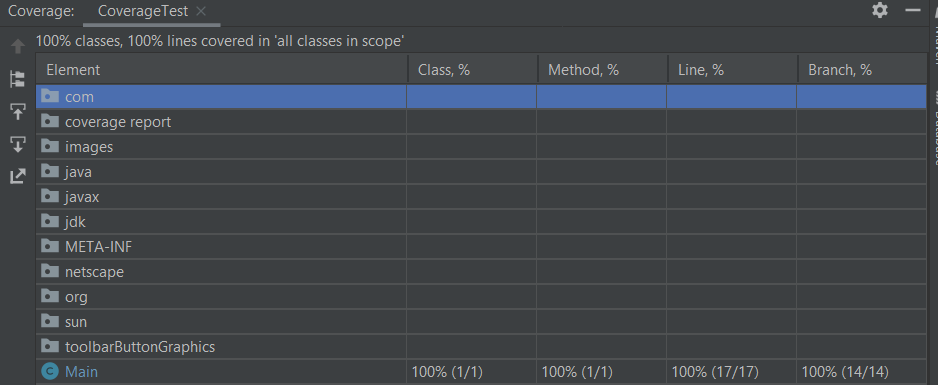 Coverage: CoverageTest
100% classes, 100% lines covered in 'all classes in scope'
Element Class, % Method, % Line, % Branch, %
com
coverage report
images
java
javax
jdk
META-INF
netscape
org
sun
toolbarButtonGraphics
Main 100% (1/1) 100% (1/1) 100% (17/17) 100% (14/14)
Database